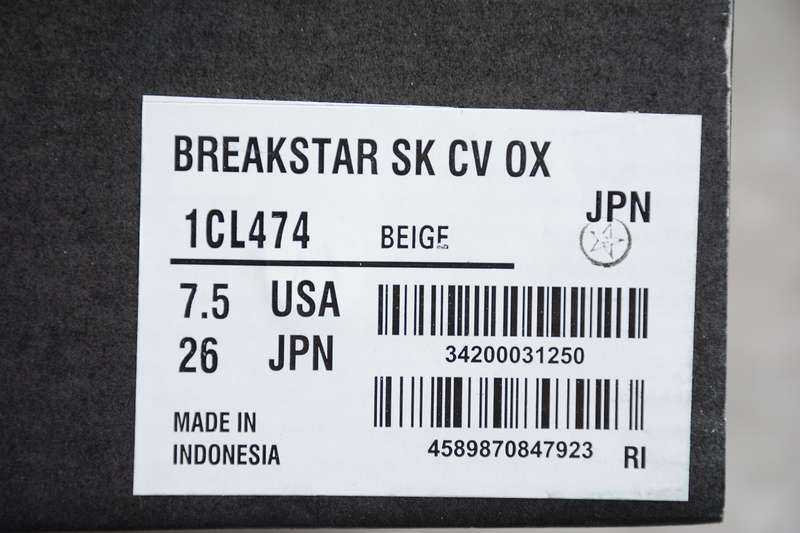 BREAKSTAR SK CV OX
1CL474 BEIGE JPN
7.5 USA
26 JPN
34200031250
4589870847923
MADE IN
INDONESIA
RI